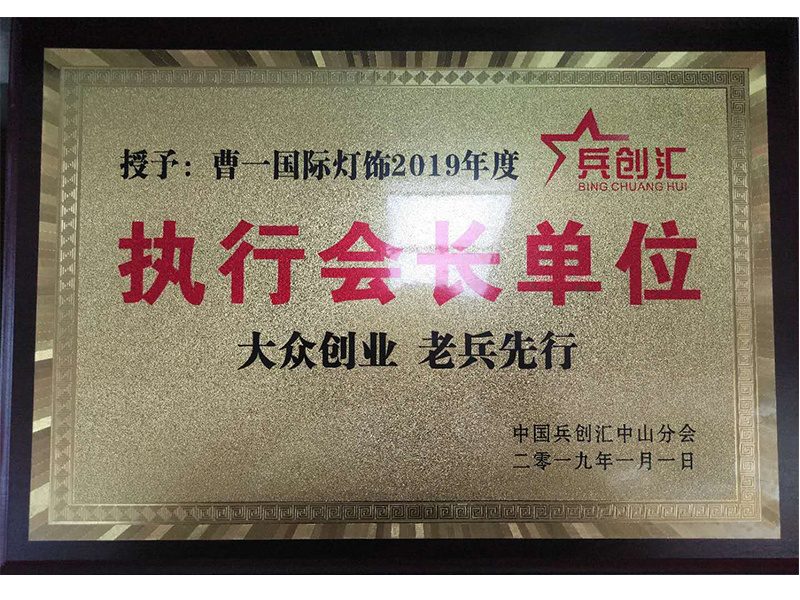 授予：曹一国际灯饰2019年度
兵创汇
BING CHUANG HUI
执行会长单位
大众创业 老兵先行
中国兵创汇中山分会
二零一九年一月一日